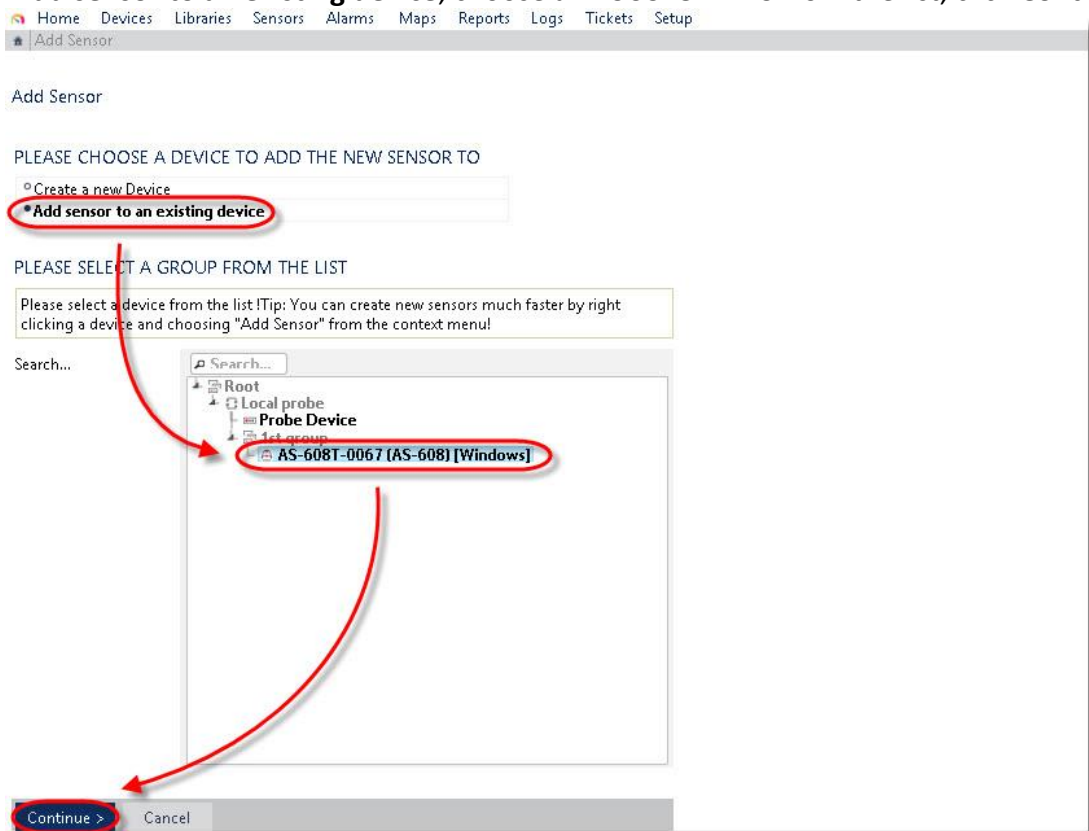 Home Devices Libraries Sensors Alarms Maps Reports Logs Tickets Setup
Add Sensor
Add Sensor
PLEASE CHOOSE A DEVICE TO ADD THE NEW SENSOR TO
Create a new Device
Add sensor to an existing device
PLEASE SELECT A GROUP FROM THE LIST
Please select a device from the list !Tip: You can create new sensors much faster by right
clicking a device and choosing "Add Sensor" from the context menu!
Search...
Search...
Root
Local probe
Probe Device
1st group
AS-608T-0067 (AS-608) [Windows]
Continue > Cancel